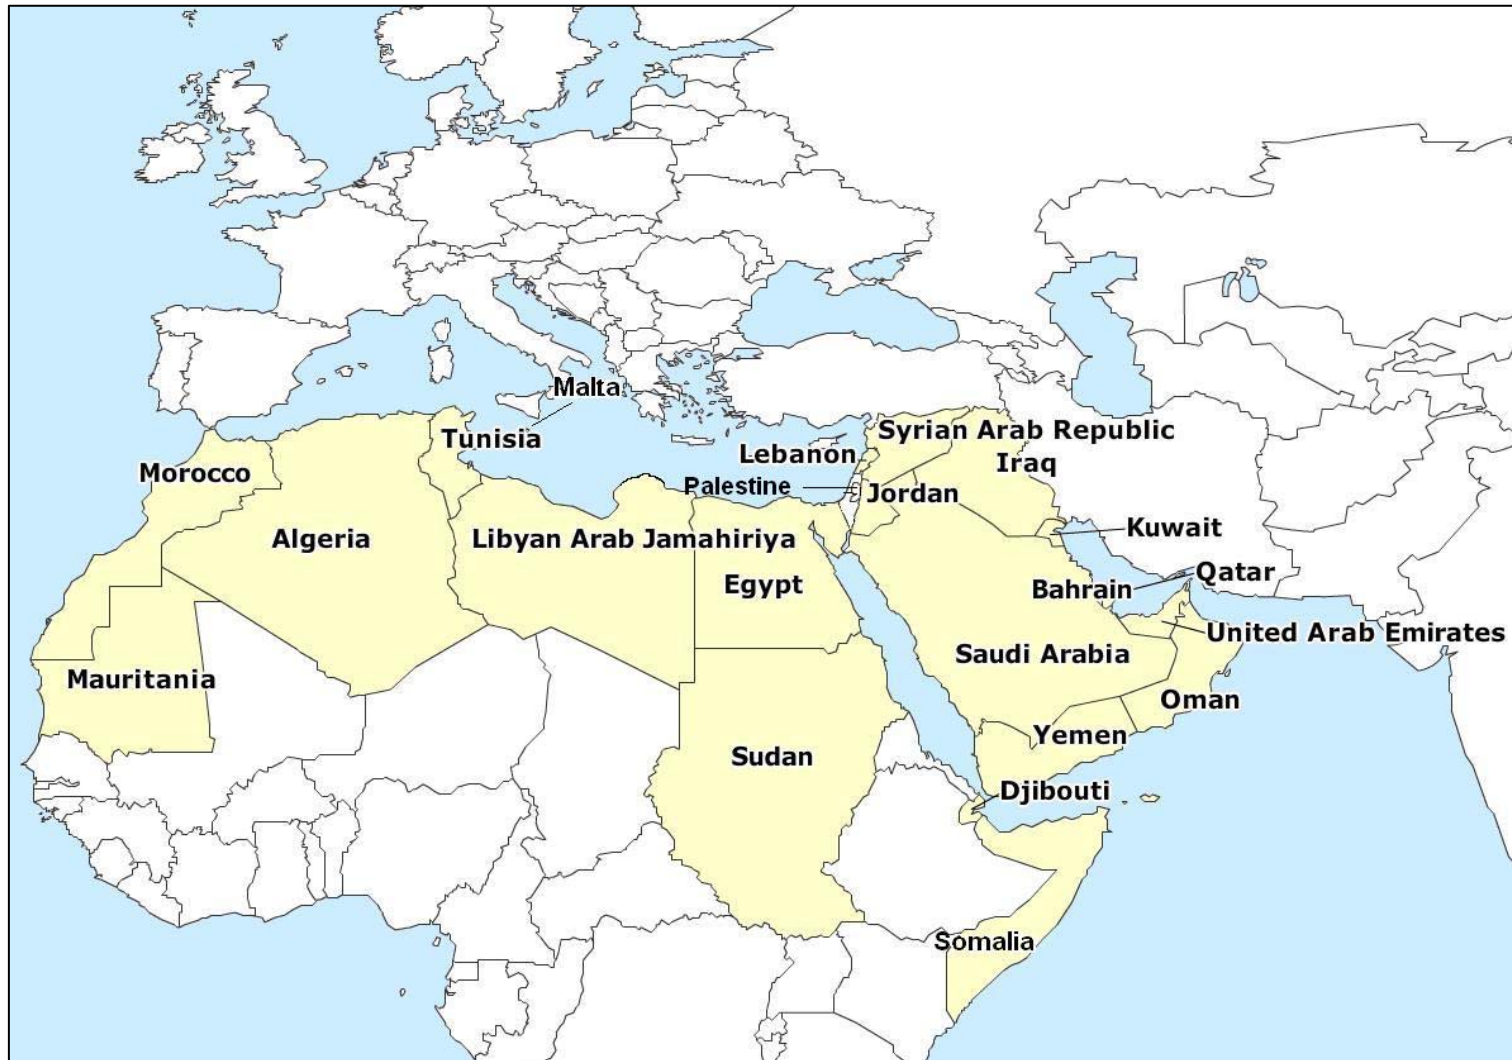 Malta
Tunisia
Syrian Arab Republic
Lebanon
Iraq
Morocco
Palestine
Jordan
Kuwait
Algeria
Libyan Arab Jamahiriya
Qatar
Egypt
Bahrain
United Arab Emirates
Saudi Arabia
Mauritania
Oman
Yemen
Sudan
Djibouti
Somalia